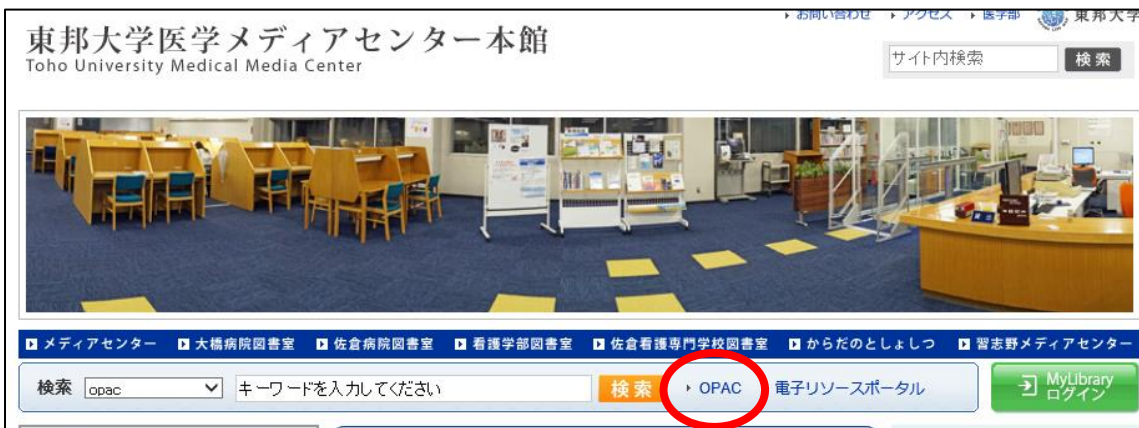 お問い合わせ アクセス 医学部 東邦大学
東邦大学医学メディアセンター本館
Toho University Medical Media Center
サイト内検索 検索
メディアセンター 大橋病院図書室 佐倉病院図書室 看護学部図書室 佐倉看護専門学校図書室 からだのとしょしつ 習志野メディアセンター
検索 opac キーワードを入力してください 検索 OPAC 電子リソースポータル MyLibrary
ログイン